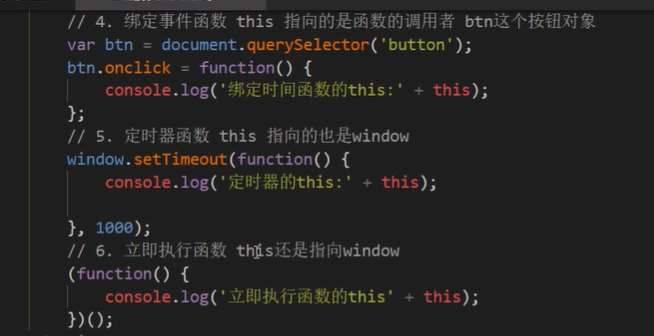 // 4. 绑定事件函数 this 指向的是函数的调用者 btn这个按钮对象
var btn = document.querySelector('button');
btn.onclick = function() {
    console.log('绑定时间函数的this:' + this);
};
// 5. 定时器函数 this 指向的也是window
window.setTimeout(function() {
    console.log('定时器的this:' + this);
}, 1000);
// 6. 立即执行函数 this还是指向window
(function() {
    console.log('立即执行函数的this' + this);
})();